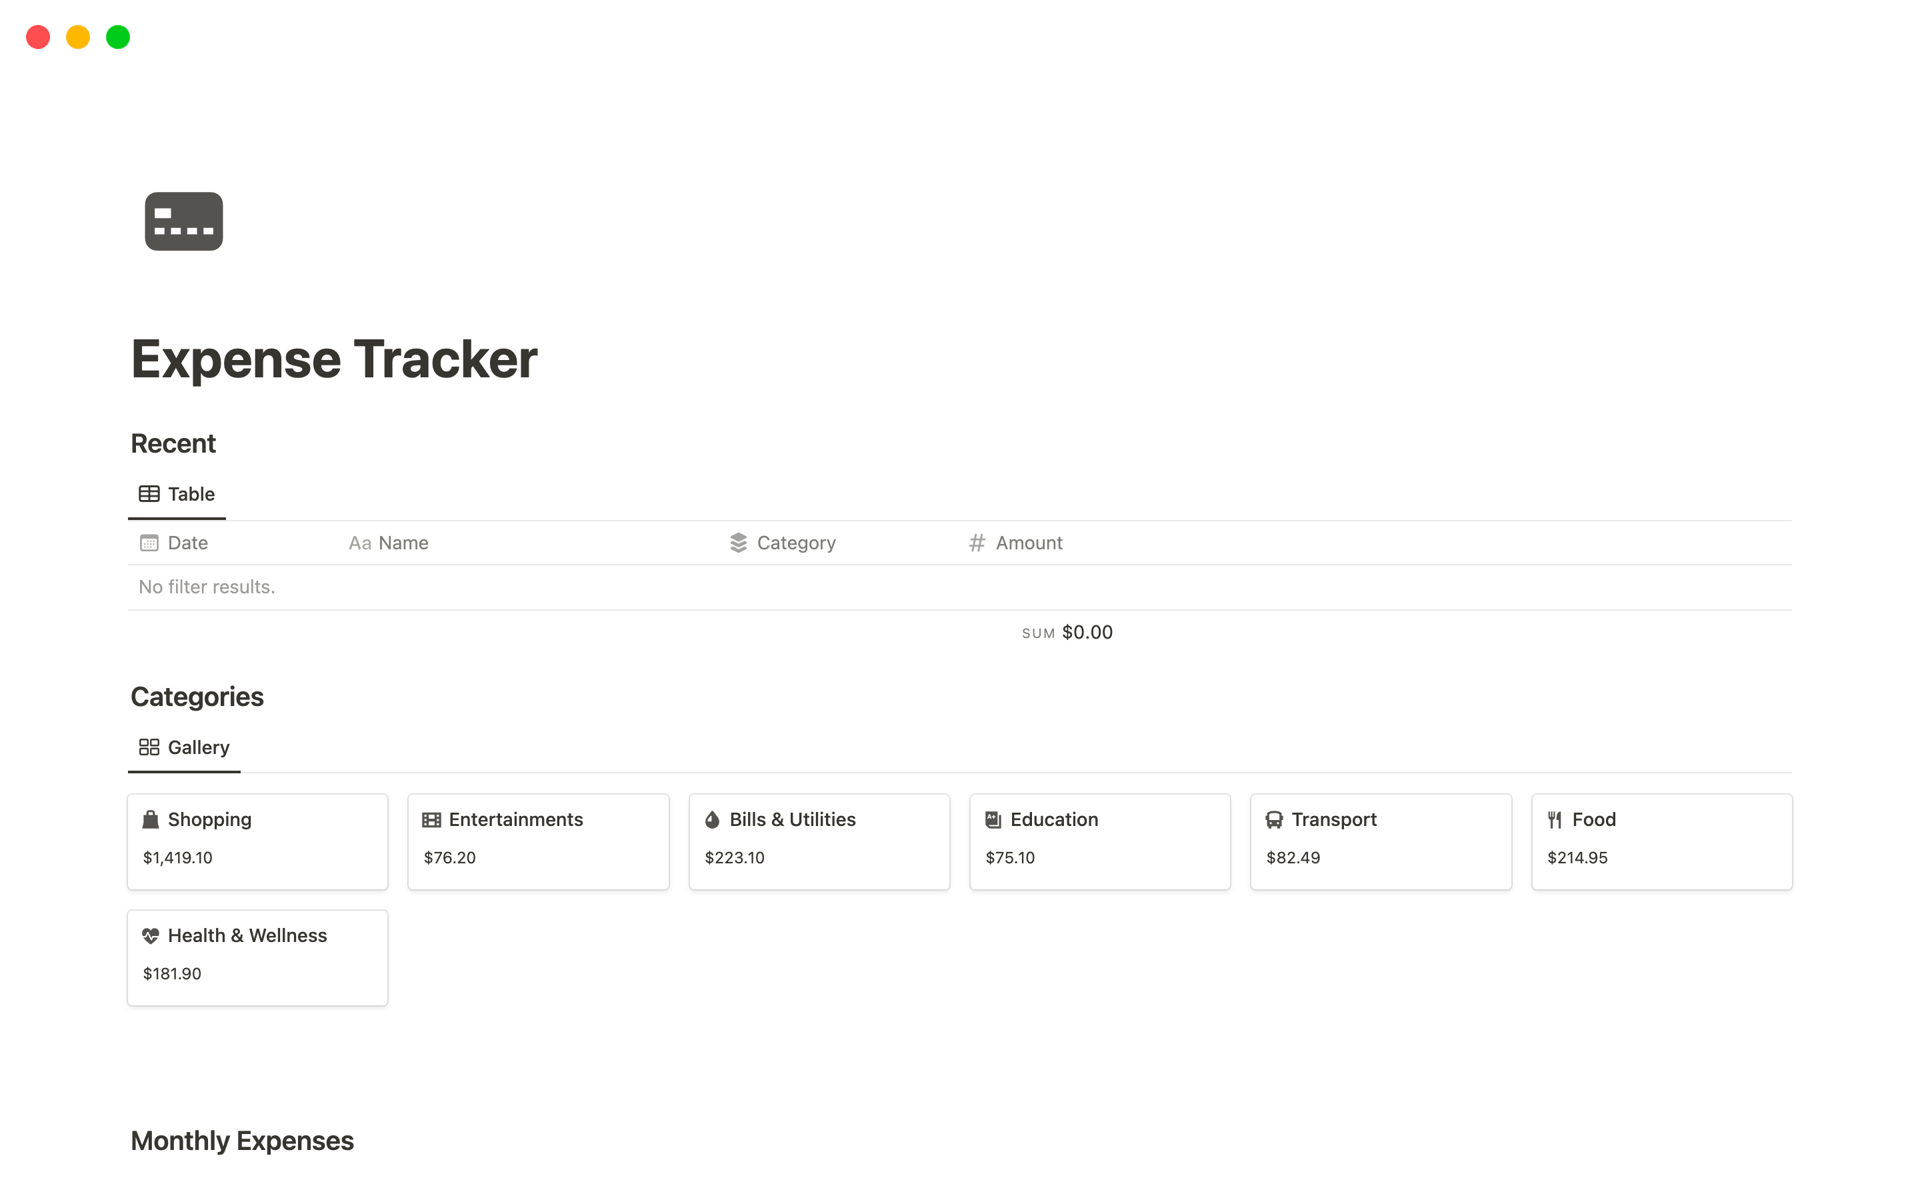 Expense Tracker
Recent
Table
Date Aa Name Category # Amount
No filter results.
SUM $0.00
Categories
Gallery
Shopping Entertainments Bills & Utilities Education Transport Food
$1,419.10 $76.20 $223.10 $75.10 $82.49 $214.95
Health & Wellness
$181.90
Monthly Expenses